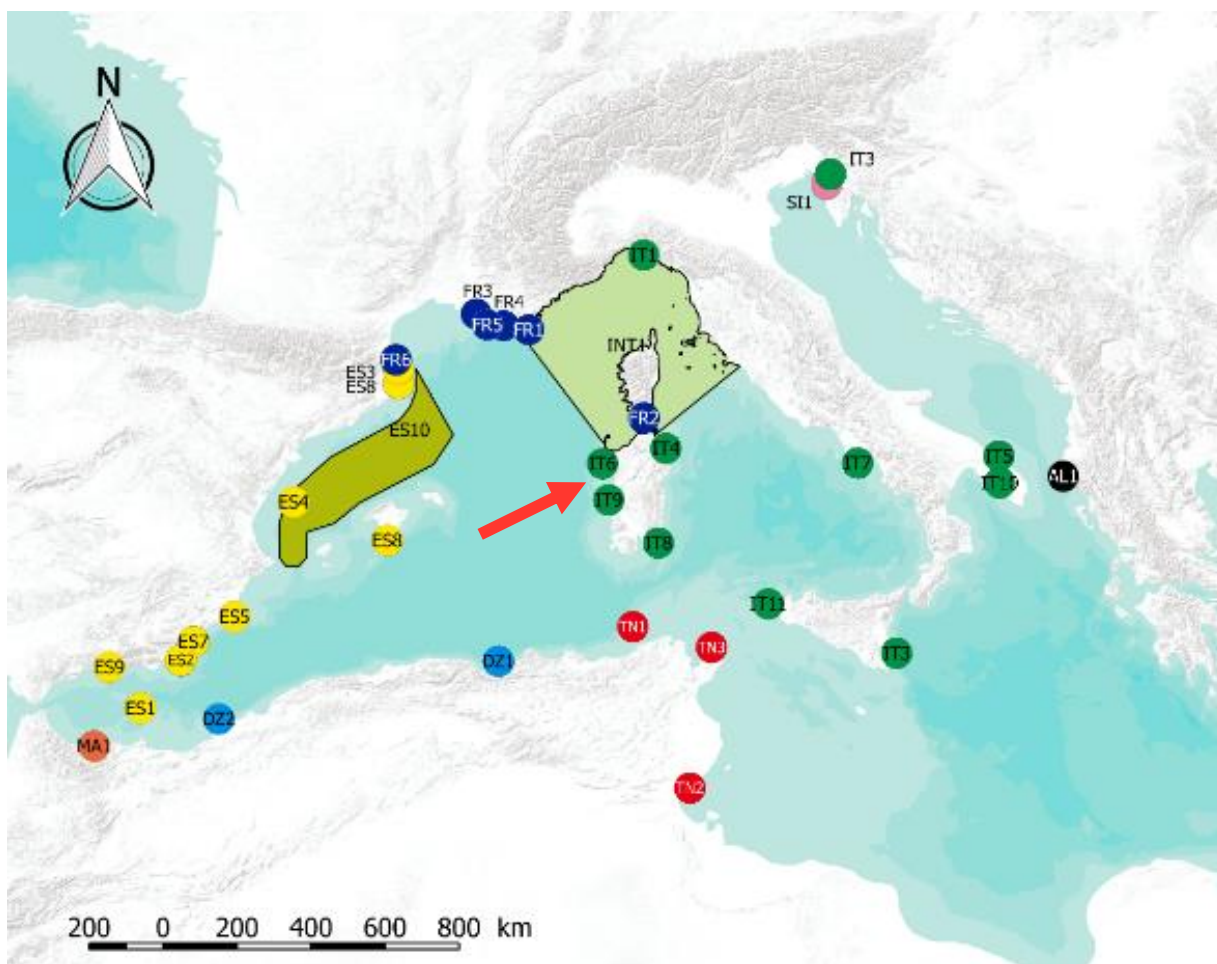 N
IT3
SI1
IT1
FR3
FR4
FR5
FR1
INT1
FR6
ES3
ES8
FR2
ES10
IT4
IT6
IT7
IT5
AL1
IT10
ES4
IT9
ES8
IT8
IT11
ES5
TN1
ES7
TN3
IT3
ES2
DZ1
ES9
ES1
DZ2
MA1
TN2
200 0 200 400 600 800 km